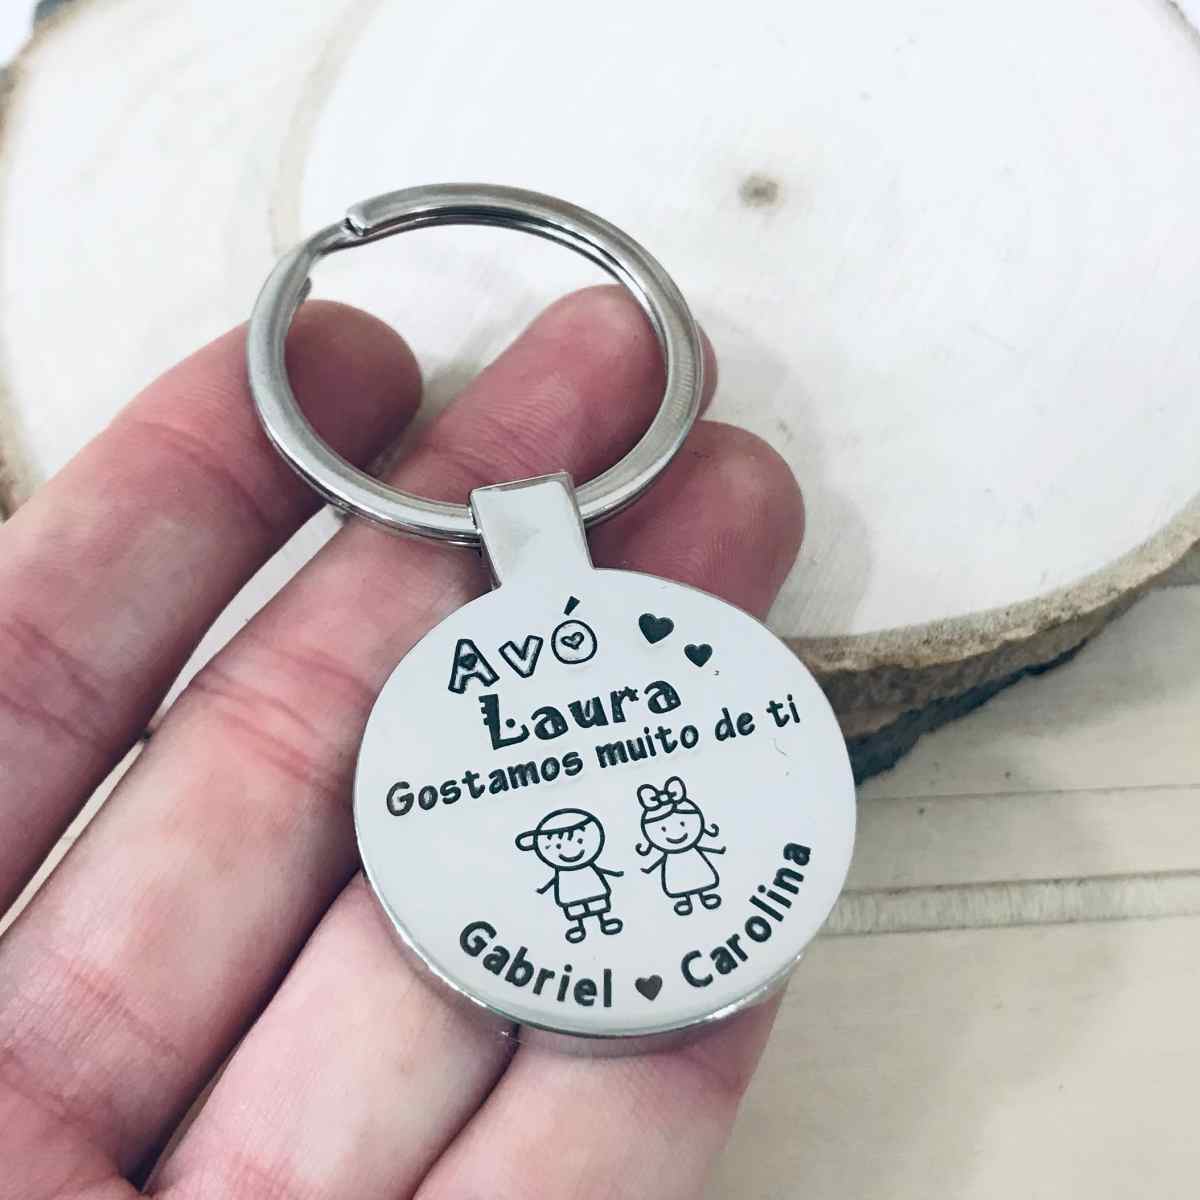 Avó
Laura
Gostamos muito de ti
Gabriel ♥ Carolina